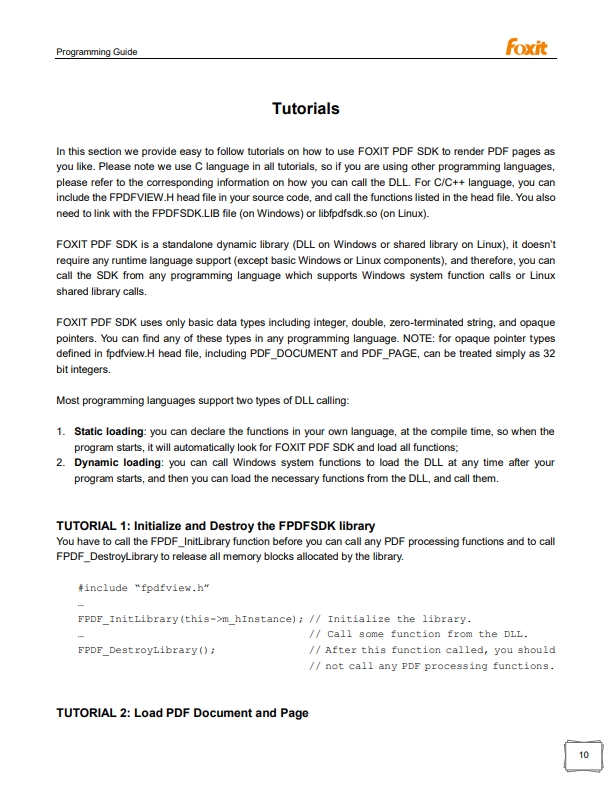 Programming Guide
Foxit
Tutorials
In this section we provide easy to follow tutorials on how to use FOXIT PDF SDK to render PDF pages as
you like. Please note we use C language in all tutorials, so if you are using other programming languages,
please refer to the corresponding information on how you can call the DLL. For C/C++ language, you can
include the FPDFVIEW.H head file in your source code, and call the functions listed in the head file. You also
need to link with the FPDFSDK.LIB file (on Windows) or libfpdfsdk.so (on Linux).
FOXIT PDF SDK is a standalone dynamic library (DLL on Windows or shared library on Linux), it doesn't
require any runtime language support (except basic Windows or Linux components), and therefore, you can
call the SDK from any programming language which supports Windows system function calls or Linux
shared library calls.
FOXIT PDF SDK uses only basic data types including integer, double, zero-terminated string, and opaque
pointers. You can find any of these types in any programming language. NOTE: for opaque pointer types
defined in fpdfview.H head file, including PDF_DOCUMENT and PDF_PAGE, can be treated simply as 32
bit integers.
Most programming languages support two types of DLL calling:
1. Static loading: you can declare the functions in your own language, at the compile time, so when the
program starts, it will automatically look for FOXIT PDF SDK and load all functions;
2. Dynamic loading: you can call Windows system functions to load the DLL at any time after your
program starts, and then you can load the necessary functions from the DLL, and call them.
TUTORIAL 1: Initialize and Destroy the FPDFSDK library
You have to call the FPDF_InitLibrary function before you can call any PDF processing functions and to call
FPDF_DestroyLibrary to release all memory blocks allocated by the library.
#include “fpdfview.h”
…
FPDF_InitLibrary(this->m_hInstance); // Initialize the library.
… // Call some function from the DLL.
FPDF_DestroyLibrary(); // After this function called, you should
// not call any PDF processing functions.
TUTORIAL 2: Load PDF Document and Page
10